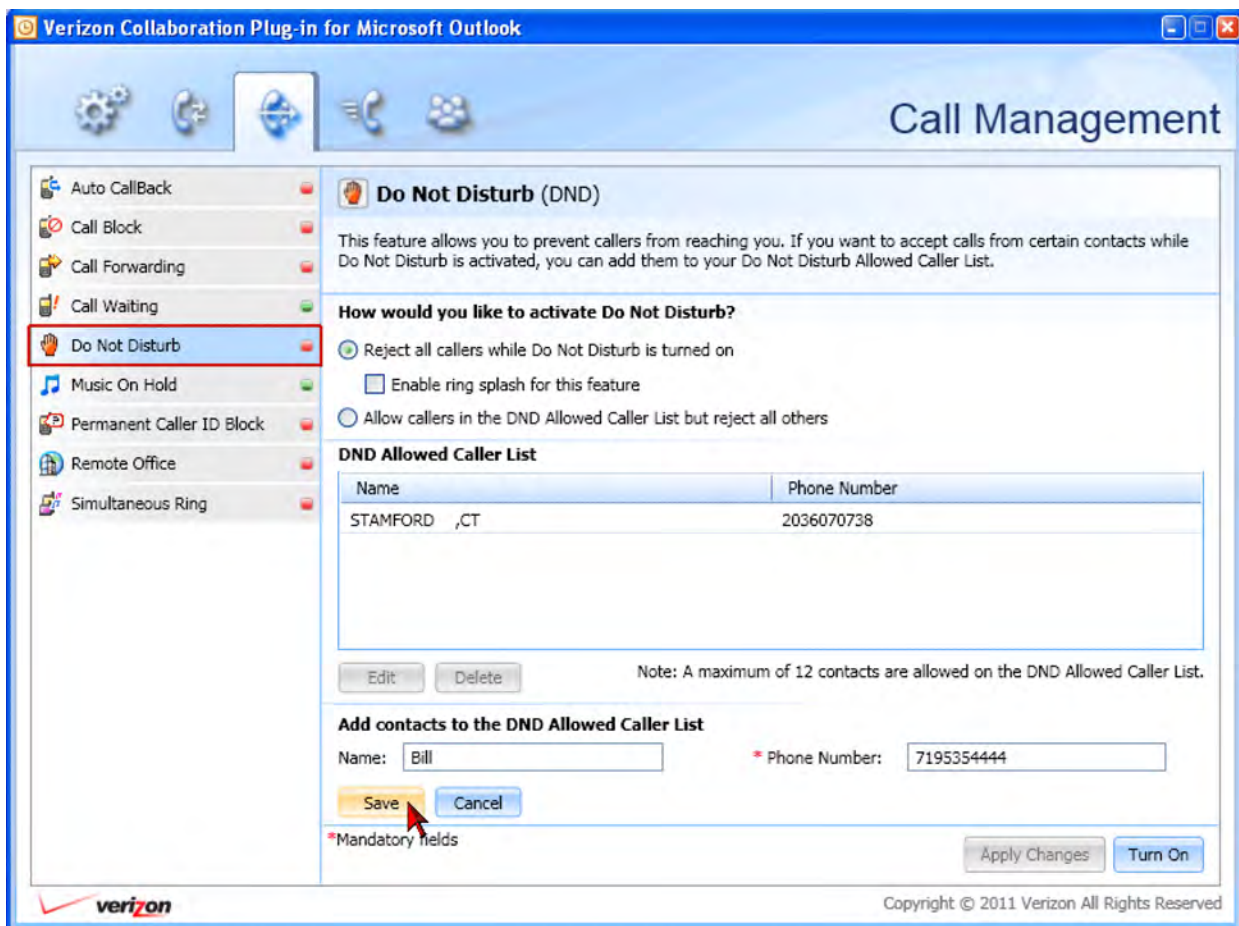 Verizon Collaboration Plug-in for Microsoft Outlook
Call Management
Auto CallBack
Call Block
Call Forwarding
Call Waiting
Do Not Disturb
Music On Hold
Permanent Caller ID Block
Remote Office
Simultaneous Ring
Do Not Disturb (DND)
This feature allows you to prevent callers from reaching you. If you want to accept calls from certain contacts while
Do Not Disturb is activated, you can add them to your Do Not Disturb Allowed Caller List.
How would you like to activate Do Not Disturb?
Reject all callers while Do Not Disturb is turned on
Enable ring splash for this feature
Allow callers in the DND Allowed Caller List but reject all others
DND Allowed Caller List
Name Phone Number
STAMFORD ,CT 2036070738
Edit Delete Note: A maximum of 12 contacts are allowed on the DND Allowed Caller List.
Add contacts to the DND Allowed Caller List
Name: Bill * Phone Number: 7195354444
Save Cancel
*Mandatory fields
Apply Changes Turn On
verizon Copyright © 2011 Verizon All Rights Reserved